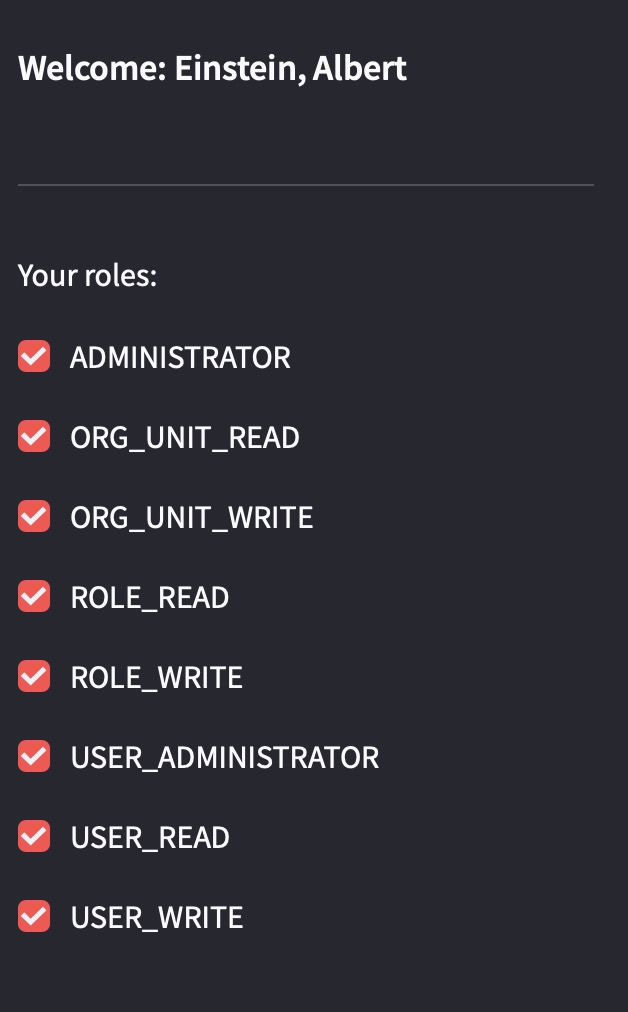 Welcome: Einstein, Albert
Your roles:
ADMINISTRATOR
ORG_UNIT_READ
ORG_UNIT_WRITE
ROLE_READ
ROLE_WRITE
USER_ADMINISTRATOR
USER_READ
USER_WRITE